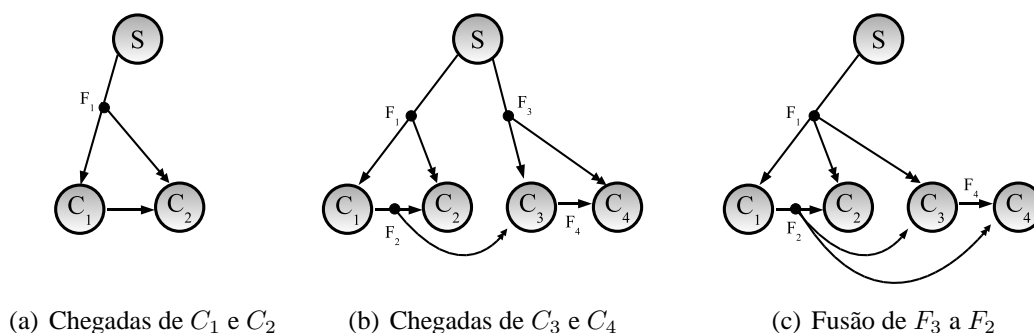 S S S
F₁ F₁ F₃ F₁
C₁ C₂ C₁ C₂ C₃ C₄ C₁ C₂ C₃ F₄ C₄
F₂ F₄ F₂
(a) Chegadas de C₁ e C₂ (b) Chegadas de C₃ e C₄ (c) Fusão de F₃ a F₂